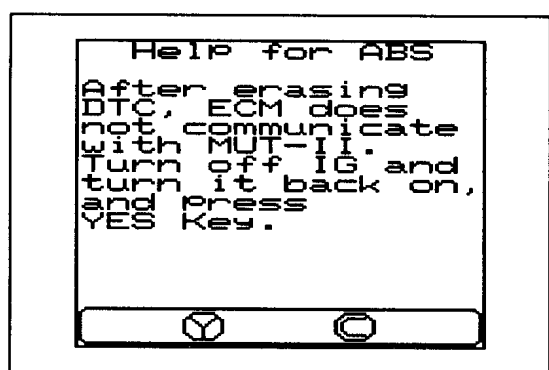 Help for ABS
After erasing
DTC, ECM does
not communicate
with MUT-II.
Turn off IG and
turn it back on,
and press
YES Key.
Y C